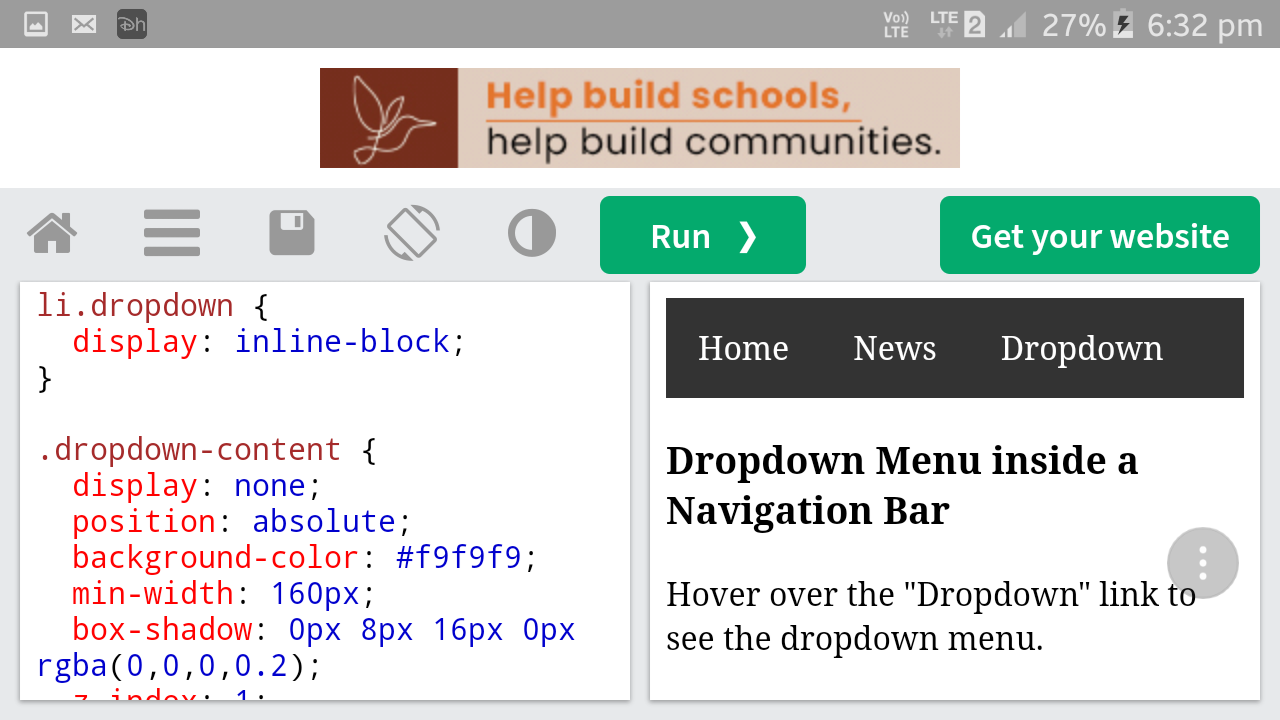 Dh
Vo)) LTE
LTE 2
27%
6:32 pm
Help build schools,
help build communities.
Run ❯
Get your website
li.dropdown {
display: inline-block;
}
.dropdown-content {
display: none;
position: absolute;
background-color: #f9f9f9;
min-width: 160px;
box-shadow: 0px 8px 16px 0px
rgba(0,0,0,0.2);
z-index: 1;
Home News Dropdown
Dropdown Menu inside a
Navigation Bar
Hover over the "Dropdown" link to
see the dropdown menu.